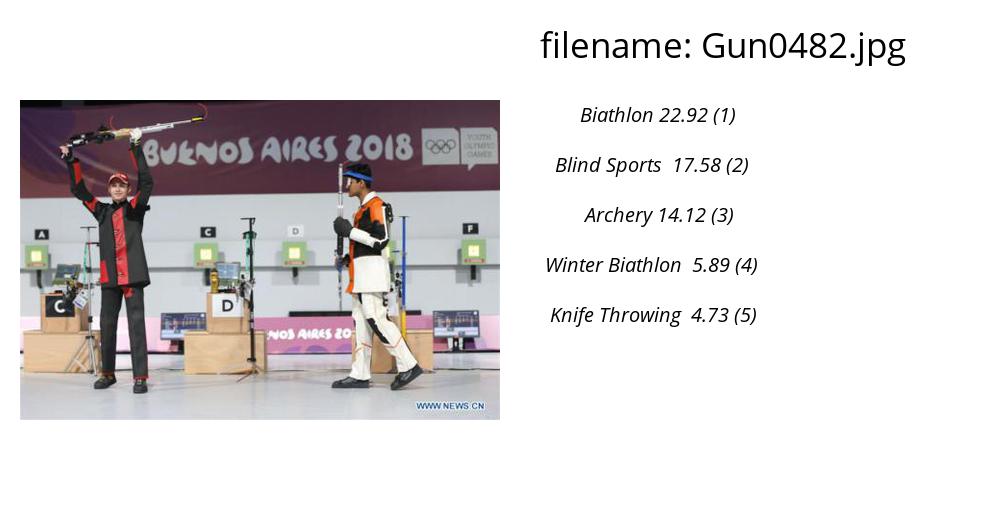 filename: Gun0482.jpg
Biathlon 22.92 (1)
Blind Sports 17.58 (2)
Archery 14.12 (3)
Winter Biathlon 5.89 (4)
Knife Throwing 4.73 (5)
BUENOS AIRES 2018
YOUTH
OLYMPIC
GAMES
A
C
D
F
C
D
E
NOS AIRES 20
WWW.NEWS.CN